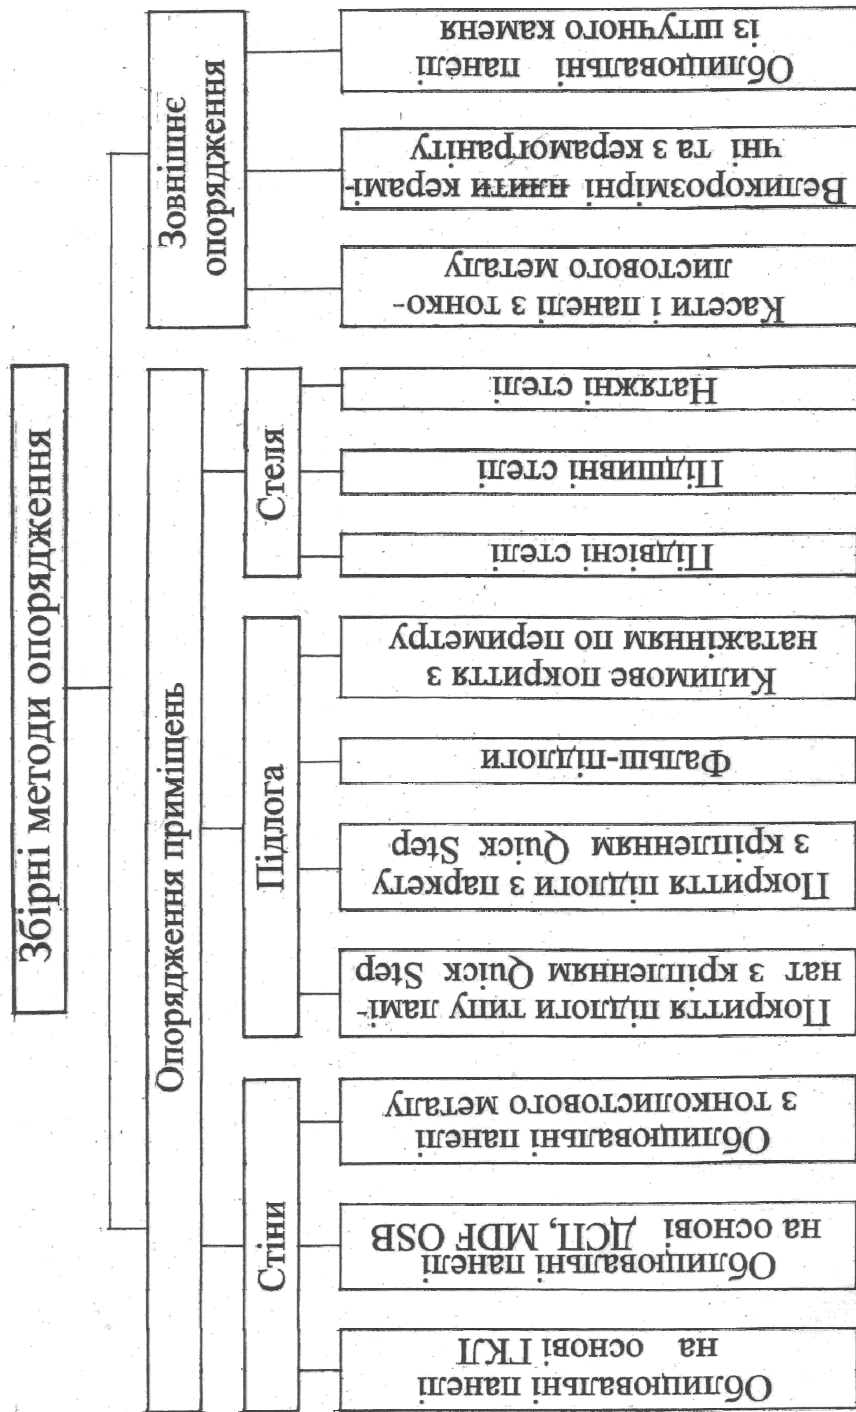 Збірні методи опорядження
Опорядження приміщень
Зовнішнє
опорядження
Стіни
Підлога
Стеля
Облицювальні панелі
на основі ГКЛ
Облицювальні панелі
на основі ДСП, MDF OSB
Облицювальні панелі
з тонколистового металу
Покриття підлоги типу ламі-
нат з кріпленням Quick Step
Покриття підлоги з паркету
з кріпленням Quick Step
Фальш-підлоги
Килимове покриття з
натажінням по периметру
Підвісні стелі
Підшивні стелі
Натяжні стелі
Касети і панелі з тонко-
листового металу
Великорозмірні плити керамі-
чні та з керамограніту
Облицювальні панелі
із штучного каменя